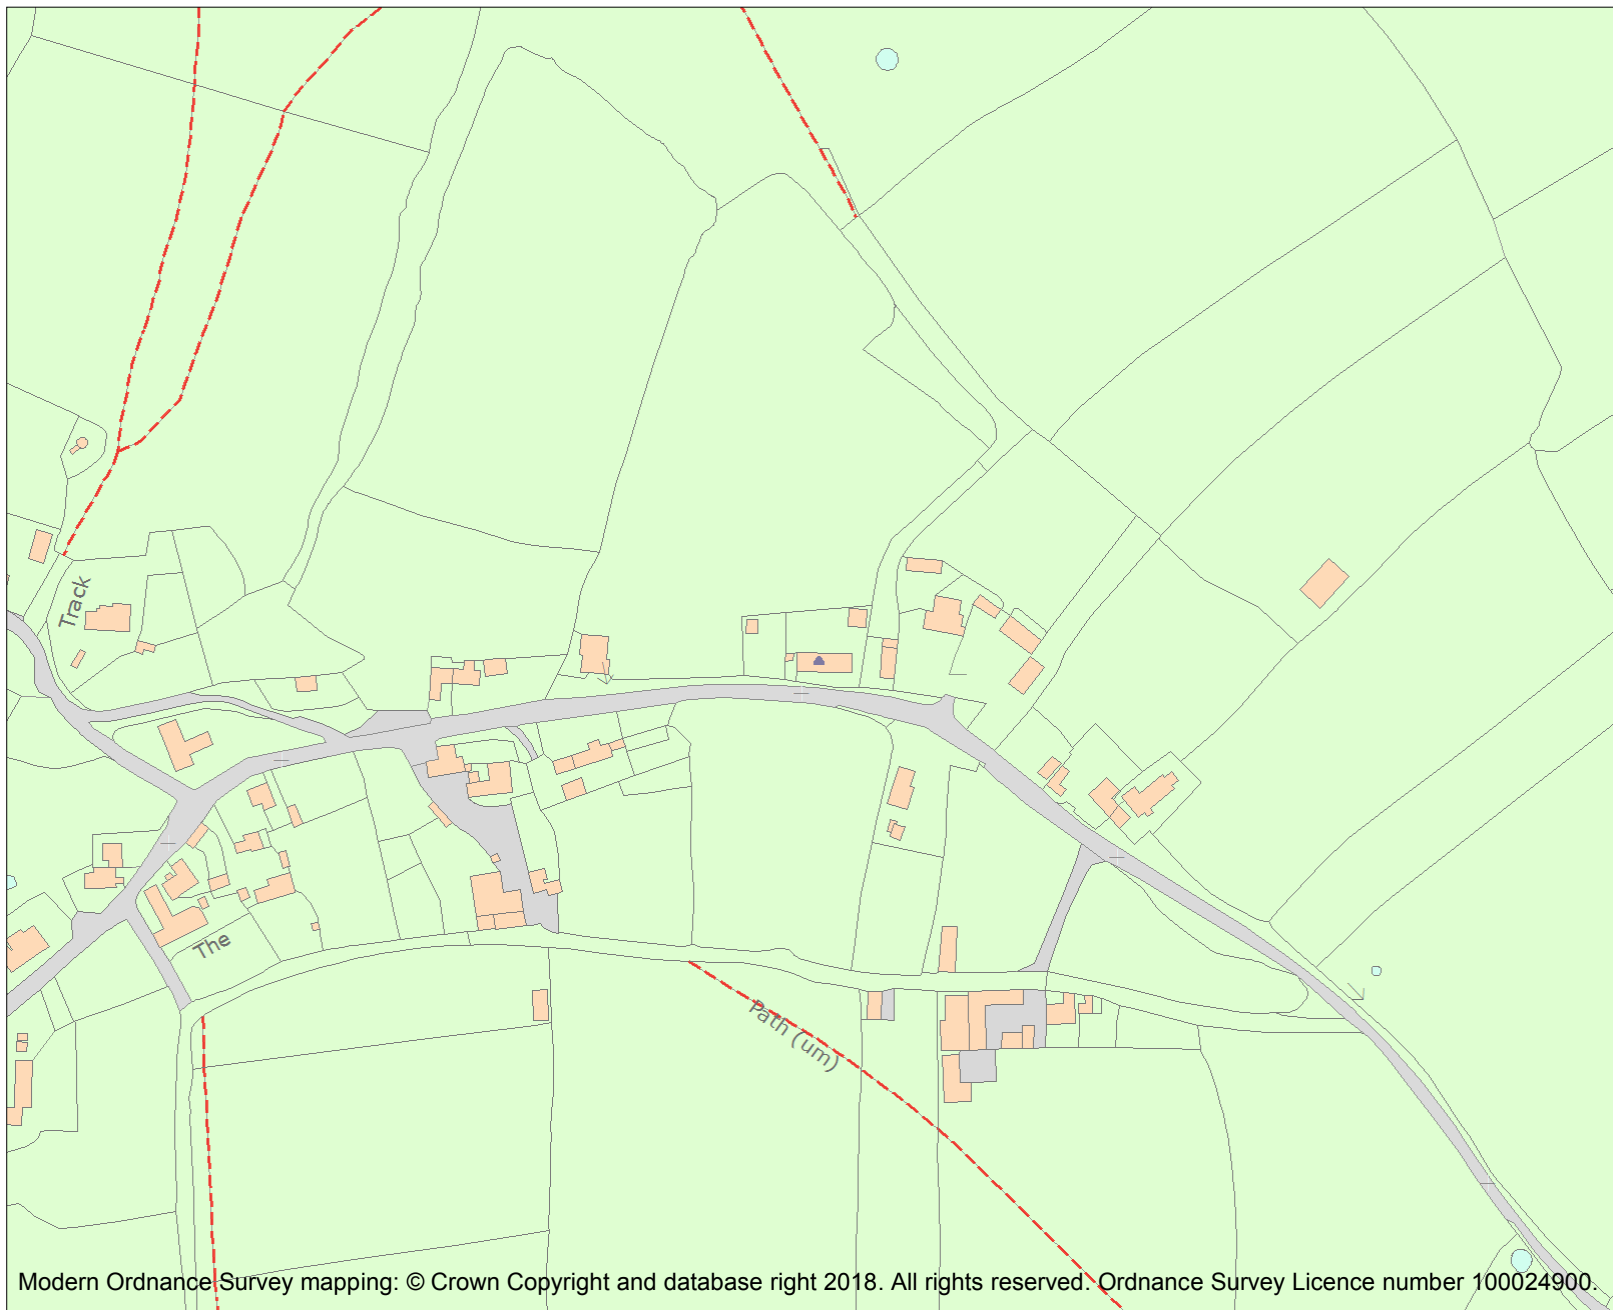 Track
The
Path (um)
Modern Ordnance Survey mapping: © Crown Copyright and database right 2018. All rights reserved. Ordnance Survey Licence number 100024900.